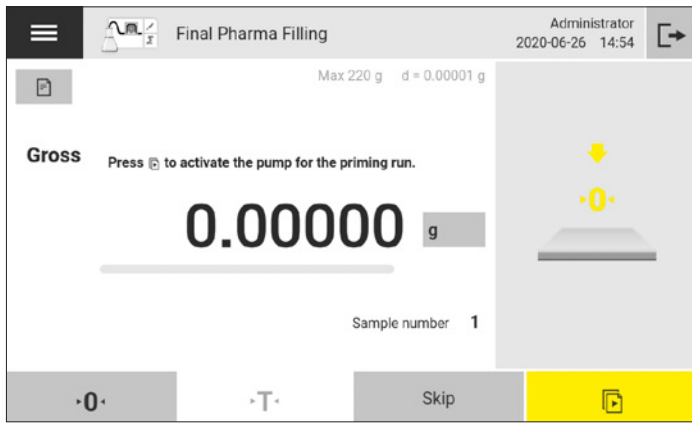 Final Pharma Filling
Administrator
2020-06-26 14:54
Max 220 g d = 0.00001 g
Gross
Press to activate the pump for the priming run.
0.00000 g
0
Sample number 1
0
T
Skip